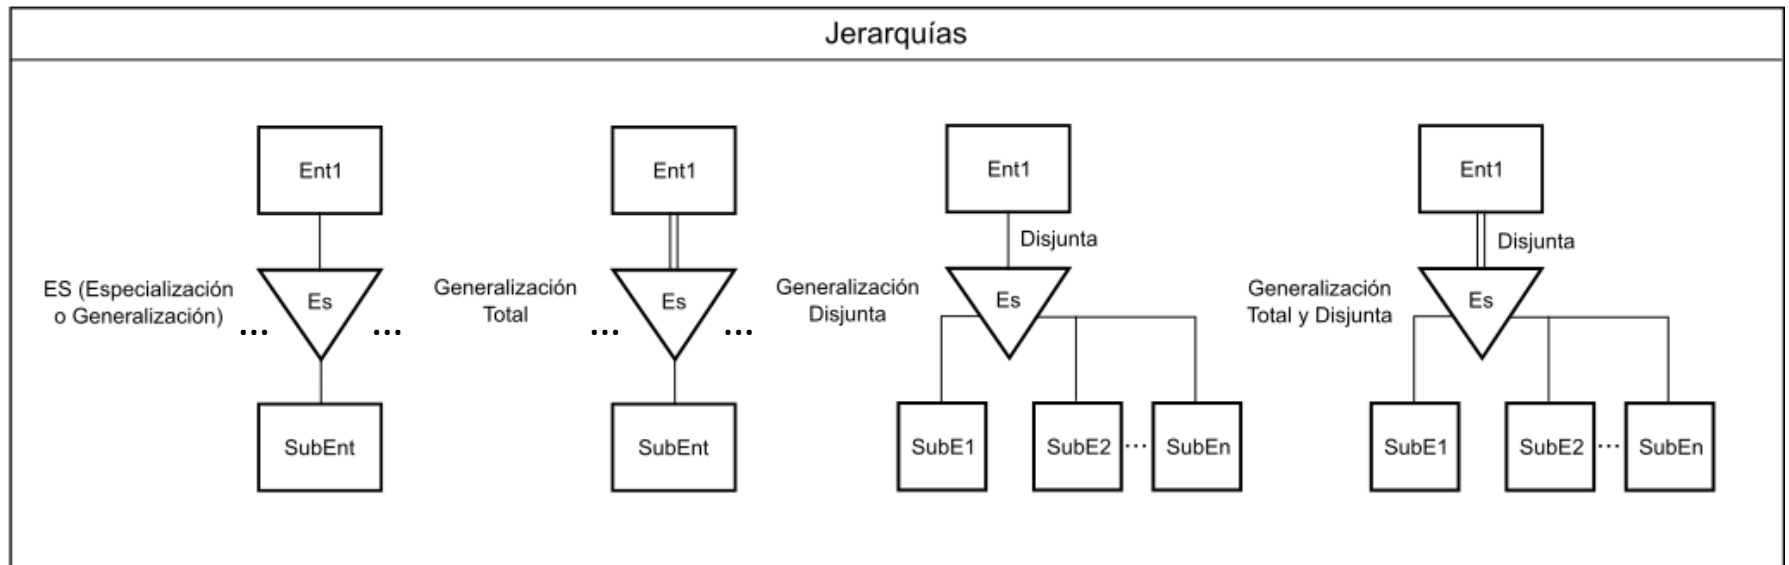 Jerarquías
ES (Especialización
o Generalización)
Ent1
Es
...
...
SubEnt
Generalización
Total
Ent1
Es
...
...
SubEnt
Generalización
Disjunta
Ent1
Disjunta
Es
SubE1
SubE2
...
SubEn
Generalización
Total y Disjunta
Ent1
Disjunta
Es
SubE1
SubE2
...
SubEn